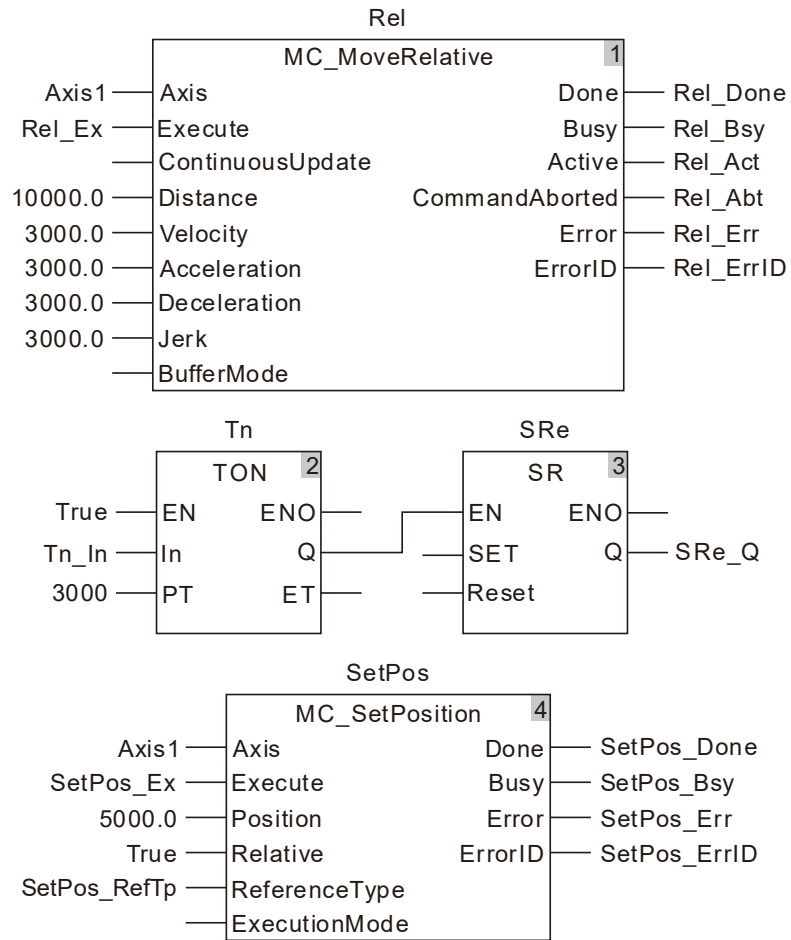 Rel
MC_MoveRelative 1
Axis1 Axis Done Rel_Done
Rel_Ex Execute Busy Rel_Bsy
ContinuousUpdate Active Rel_Act
10000.0 Distance CommandAborted Rel_Abt
3000.0 Velocity Error Rel_Err
3000.0 Acceleration ErrorID Rel_ErrID
3000.0 Deceleration
3000.0 Jerk
BufferMode
Tn SRe
TON 2 SR 3
True EN ENO EN ENO
Tn_In In Q SET Q SRe_Q
3000 PT ET Reset
SetPos
MC_SetPosition 4
Axis1 Axis Done SetPos_Done
SetPos_Ex Execute Busy SetPos_Bsy
5000.0 Position Error SetPos_Err
True Relative ErrorID SetPos_ErrID
SetPos_RefTp ReferenceType
ExecutionMode